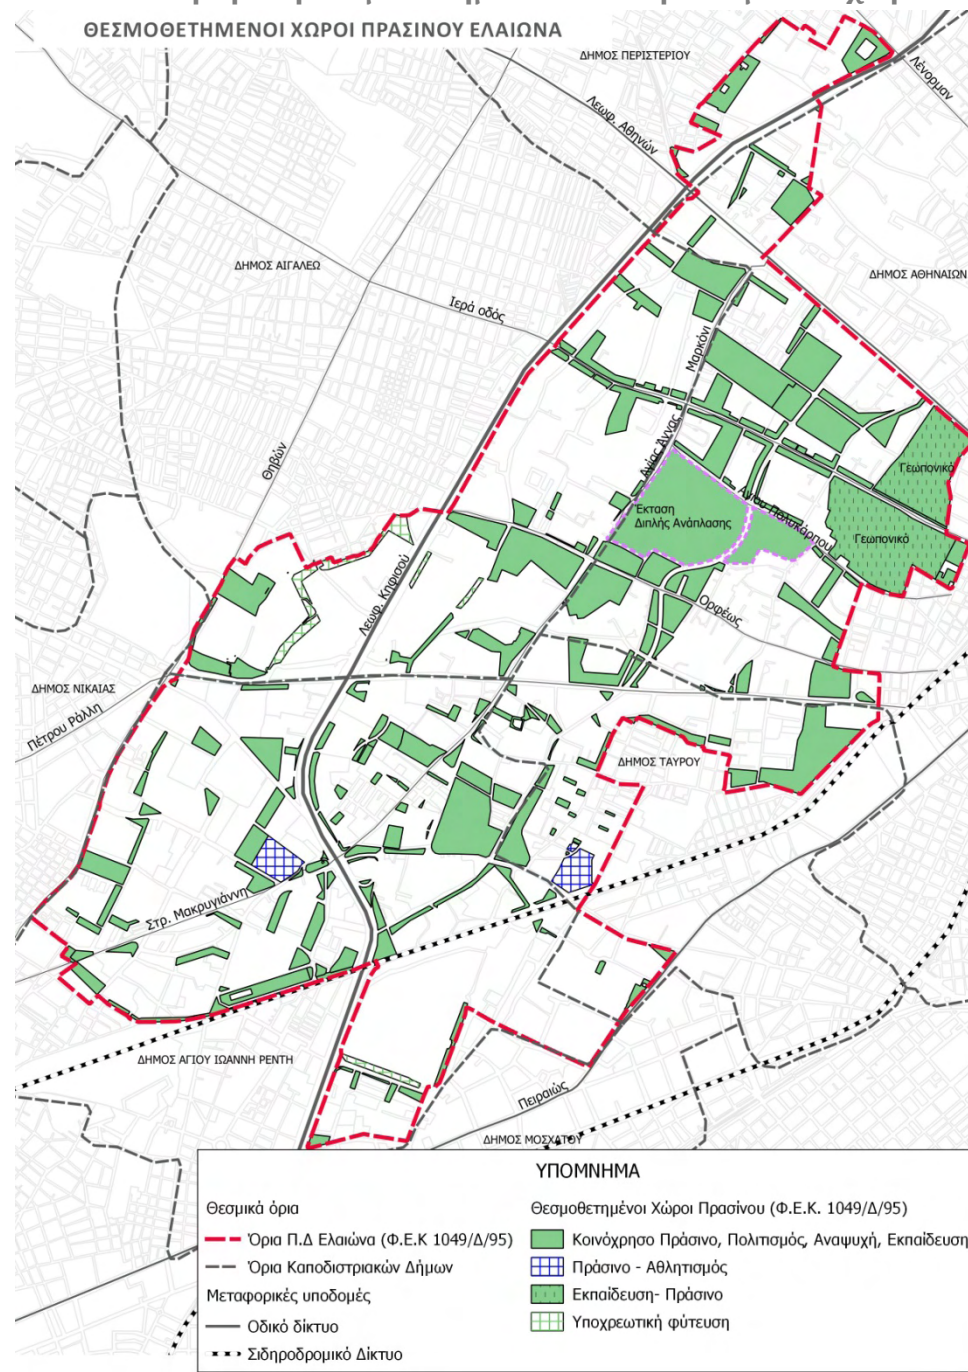 ΘΕΣΜΟΘΕΤΗΜΕΝΟΙ ΧΩΡΟΙ ΠΡΑΣΙΝΟΥ ΕΛΑΙΩΝΑ
ΔΗΜΟΣ ΠΕΡΙΣΤΕΡΙΟΥ
Λένορμαν
Λεωφ. Αθηνών
ΔΗΜΟΣ ΑΙΓΑΛΕΩ
ΔΗΜΟΣ ΑΘΗΝΑΙΩΝ
Ιερά οδός
Μαρκόνι
Θηβών
Αγίας Άννας
Γεωπονικό
Έκταση
Διπλής Ανάπλασης
Αγίου Πολυκάρπου
Γεωπονικό
Λεωφ. Κηφισού
Ορφέως
ΔΗΜΟΣ ΝΙΚΑΙΑΣ
Πέτρου Ράλλη
ΔΗΜΟΣ ΤΑΥΡΟΥ
Στρ. Μακρυγιάννη
ΔΗΜΟΣ ΑΓΙΟΥ ΙΩΑΝΝΗ ΡΕΝΤΗ
Πειραιώς
ΔΗΜΟΣ ΜΟΣΧΑΤΟΥ
ΥΠΟΜΝΗΜΑ
Θεσμικά όρια
Όρια Π.Δ Ελαιώνα (Φ.Ε.Κ 1049/Δ/95)
Όρια Καποδιστριακών Δήμων
Μεταφορικές υποδομές
Οδικό δίκτυο
Σιδηροδρομικό Δίκτυο
Θεσμοθετημένοι Χώροι Πρασίνου (Φ.Ε.Κ. 1049/Δ/95)
Κοινόχρησο Πράσινο, Πολιτισμός, Αναψυχή, Εκπαίδευση
Πράσινο - Αθλητισμός
Εκπαίδευση- Πράσινο
Υποχρεωτική φύτευση